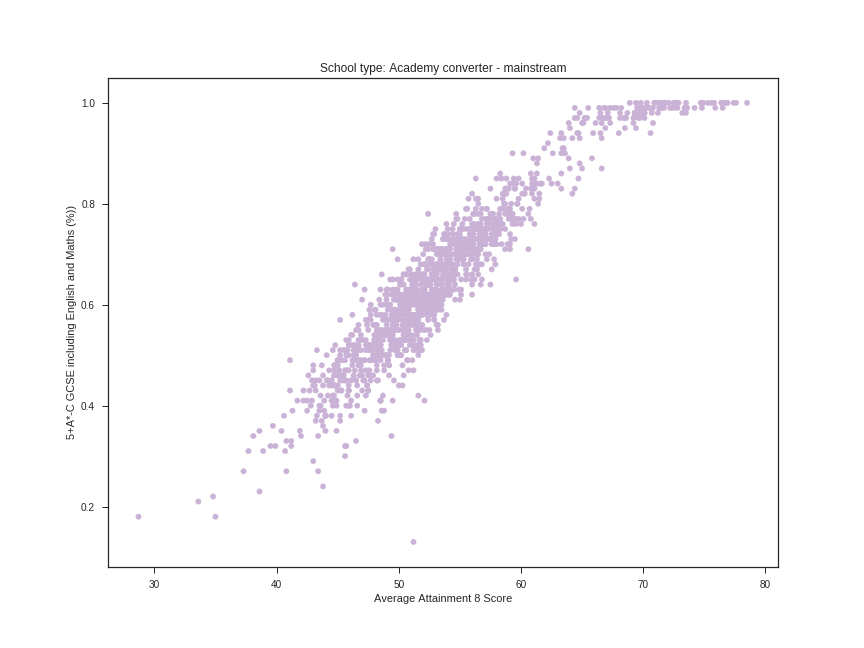 School type: Academy converter - mainstream
5+A*-C GCSE including English and Maths (%))
1.0
0.8
0.6
0.4
0.2
30 40 50 60 70 80
Average Attainment 8 Score